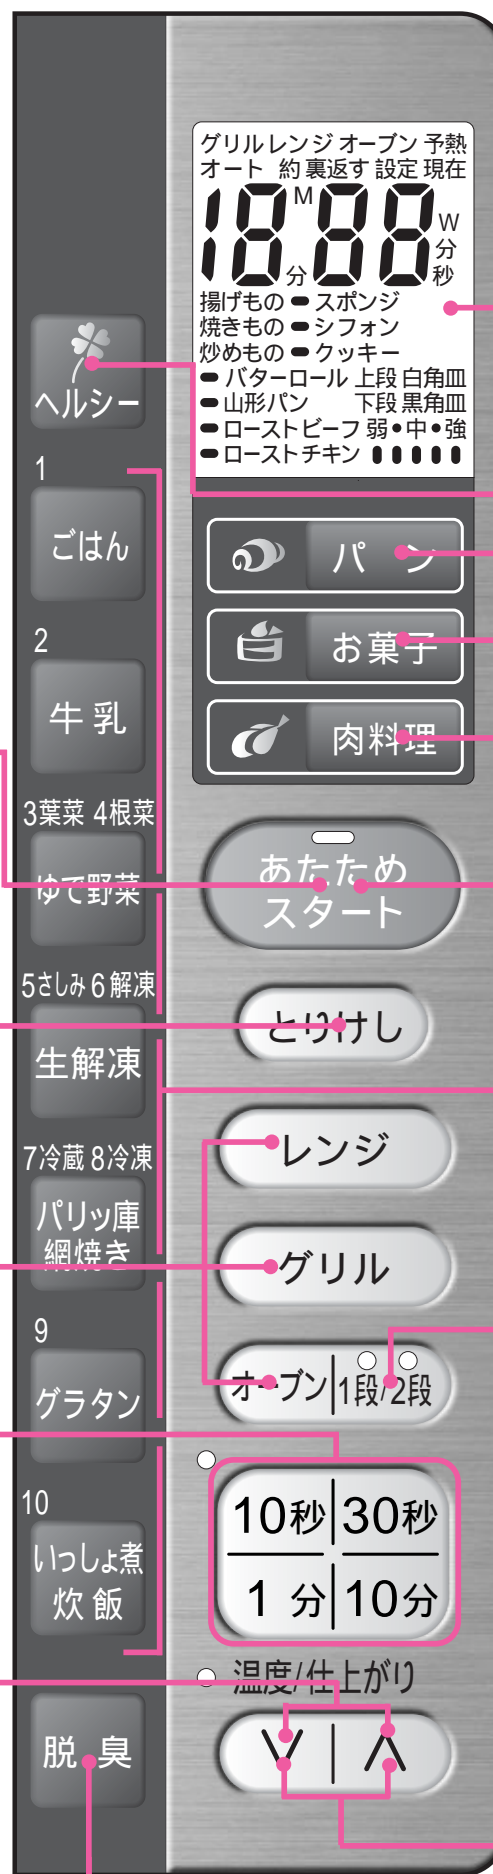 グリルレンジ オーブン 予熱
オート 約 裏返す 設定 現在
18M88W
分 分
秒
揚げもの スポンジ
焼きもの シフォン
炒めもの クッキー
バターロール 上段 白角皿
山形パン 下段 黒角皿
ローストビーフ 弱・中・強
ローストチキン
ヘルシー
1
ごはん
2
牛乳
3葉菜 4根菜
ゆで野菜
5さしみ 6解凍
生解凍
7冷蔵 8冷凍
パリッ庫
網焼き
9
グラタン
10
いっしょ煮
炊飯
脱臭
パン
お菓子
肉料理
あたため
スタート
とりけし
レンジ
グリル
オーブン 1段/2段
10秒 30秒
1分 10分
温度/仕上がり
∨ ∧